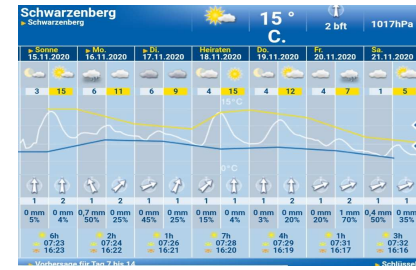 Schwarzenberg
► Schwarzenberg
15 °
C.
2 bft
1017hPa
► Sonne ► Mo. ► Di. Heiraten Do. Fr. Sa.
15.11.2020 16.11.2020 17.11.2020 18.11.2020 19.11.2020 20.11.2020 21.11.2020
3 15 6 11 6 9 4 15 4 12 4 7 1 5
15°C
0°C
1 2 1 2 1 1 1 1 1 2 1 1 1 1
0 mm 0 mm 0,7 mm 0 mm 0 mm 0 mm 0 mm 0 mm 0 mm 0 mm 0 mm 1 mm 0,4 mm 0 mm
5% 4% 50% 25% 45% 25% 15% 4% 3% 20% 20% 70% 50% 35%
6h 2h 1h 7h 4h 1h 3h
07:23 07:24 07:26 07:28 07:29 07:31 07:32
16:23 16:22 16:21 16:20 16:19 16:17 16:16
► Vorhersage für Tag 7 bis 14 ► Schlüssel